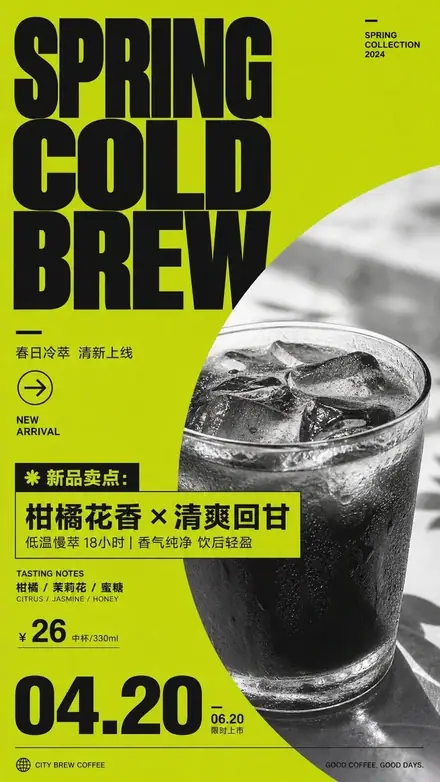 SPRING
COLD
BREW
SPRING
COLLECTION
2024
春日冷萃 清新上线
NEW
ARRIVAL
新品卖点：
柑橘花香 × 清爽回甘
低温慢萃 18小时 | 香气纯净 饮后轻盈
TASTING NOTES
柑橘 / 茉莉花 / 蜜糖
CITRUS / JASMINE / HONEY
¥ 26 中杯/330ml
04.20
06.20
限时上市
CITY BREW COFFEE
GOOD COFFEE. GOOD DAYS.